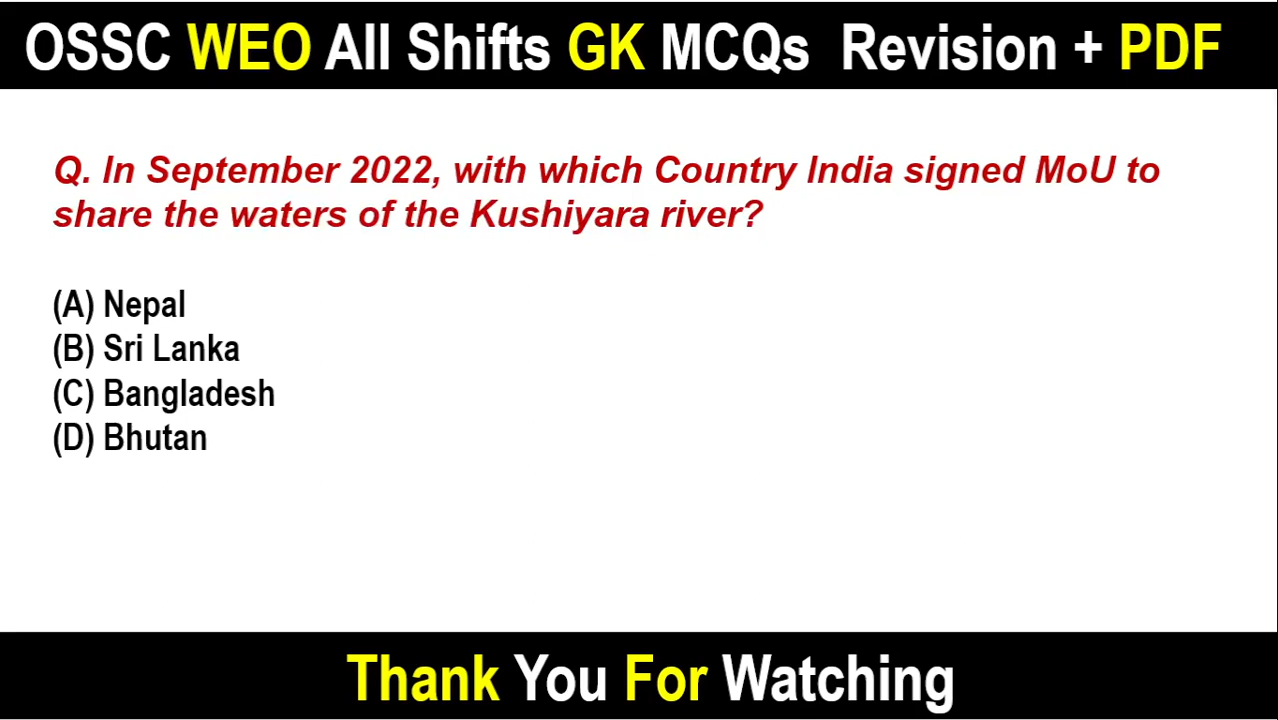 OSSC WEO All Shifts GK MCQs Revision + PDF
Q. In September 2022, with which Country India signed MoU to
share the waters of the Kushiyara river?
(A) Nepal
(B) Sri Lanka
(C) Bangladesh
(D) Bhutan
Thank You For Watching